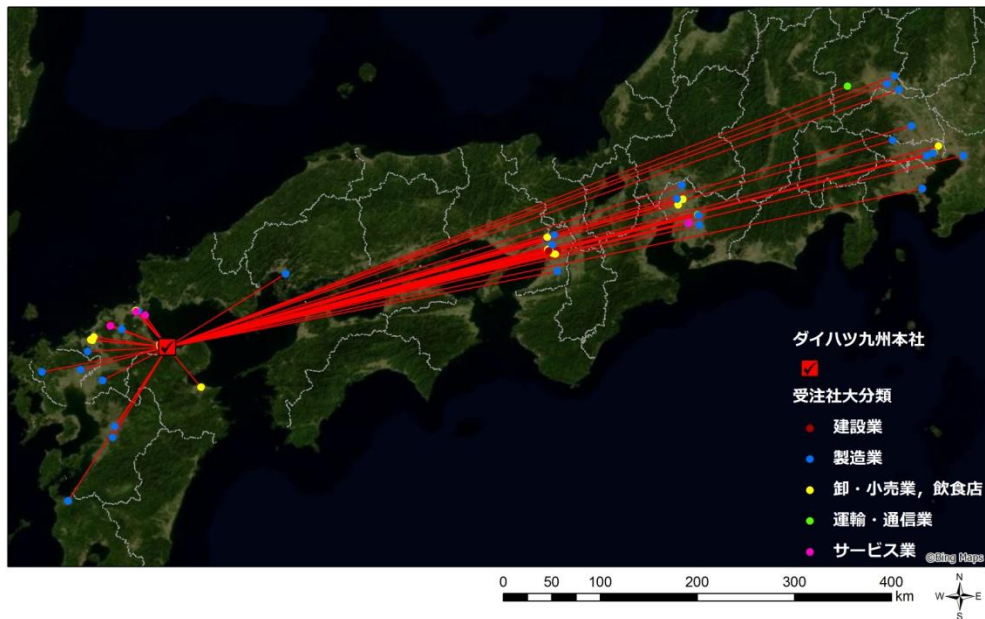 ダイハツ九州本社
受注社大分類
建設業
製造業
卸・小売業，飲食店
運輸・通信業
サービス業
©Bing Maps
0 50 100 200 300 400
km
N
W E
S